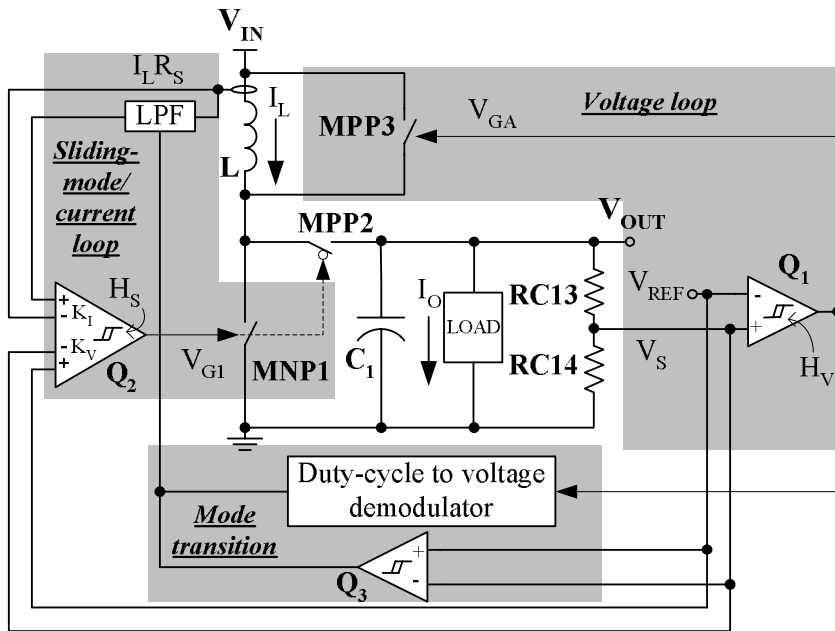 V_IN
I_L R_S
I_L
LPF
L
Sliding-
mode/
current
loop
MPP3
V_GA
Voltage loop
MPP2
V_OUT
Q_1
V_REF
-
+
H_V
RC13
V_S
RC14
I_O
LOAD
C_1
H_S
+
- K_I
- K_V
+
Q_2
V_G1
MNP1
Duty-cycle to voltage
demodulator
Mode
transition
Q_3
+
-